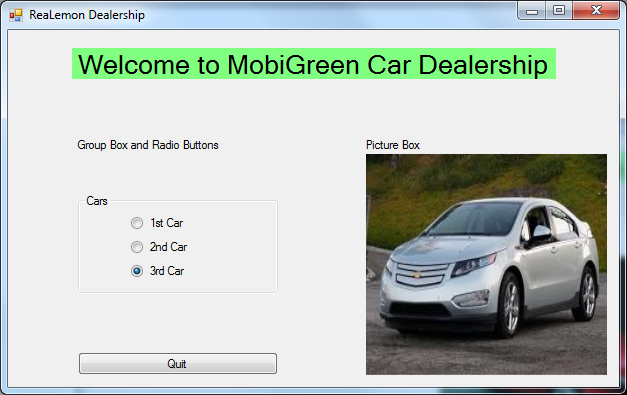 ReaLemon Dealership
Welcome to MobiGreen Car Dealership
Group Box and Radio Buttons
Picture Box
Cars
1st Car
2nd Car
3rd Car
Quit